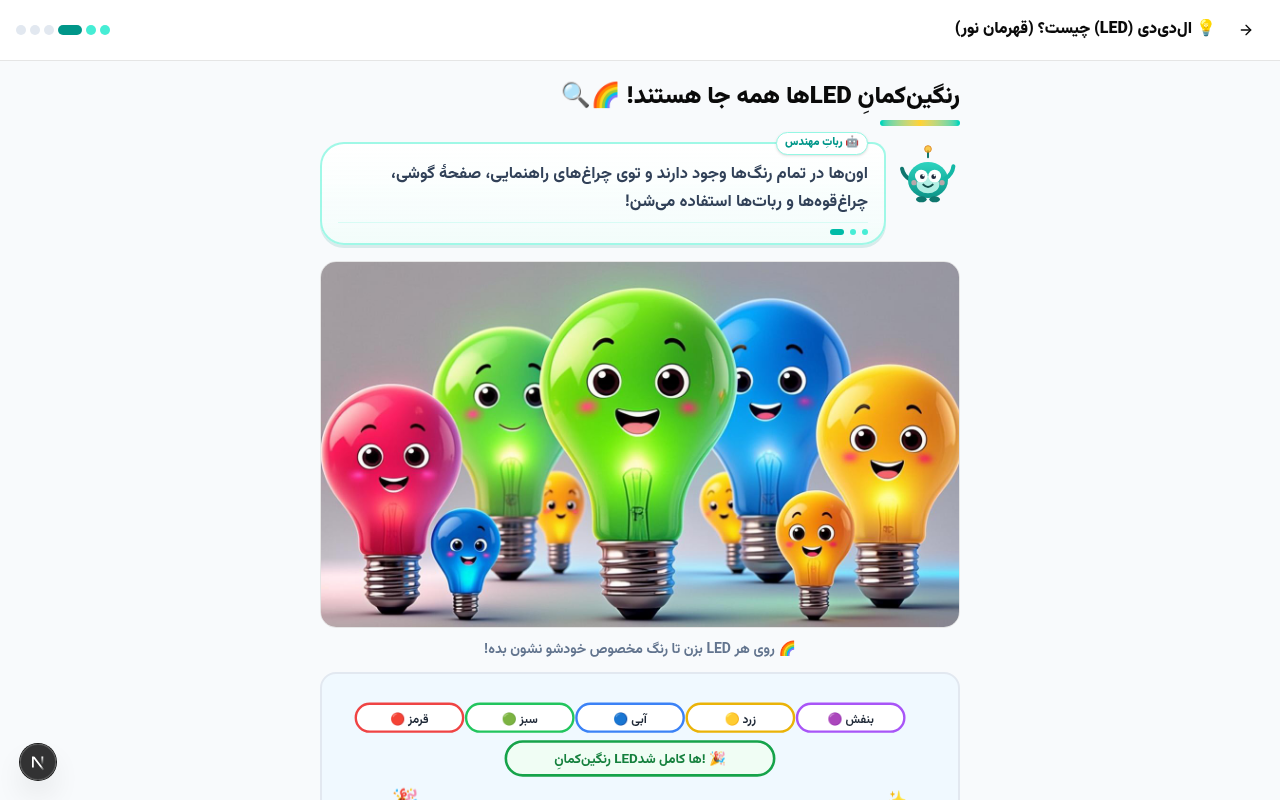 💡 ال‌ای‌دی (LED) چیست؟ (قهرمان نور)
رنگین‌کمانِ LEDها همه جا هستند! 🌈🔍
🤖 رباتِ مهندس
اون‌ها در تمام رنگ‌ها وجود دارند و توی چراغ‌های راهنمایی، صفحهٔ گوشی،
چراغ‌قوه‌ها و ربات‌ها استفاده می‌شن!
🌈 روی هر LED بزن تا رنگ مخصوص خودشو نشون بده!
بنفش 🟣
زرد 🟡
آبی 🔵
سبز 🟢
قرمز 🔴
رنگین‌کمانِ LEDها کامل شد! 🎉
N